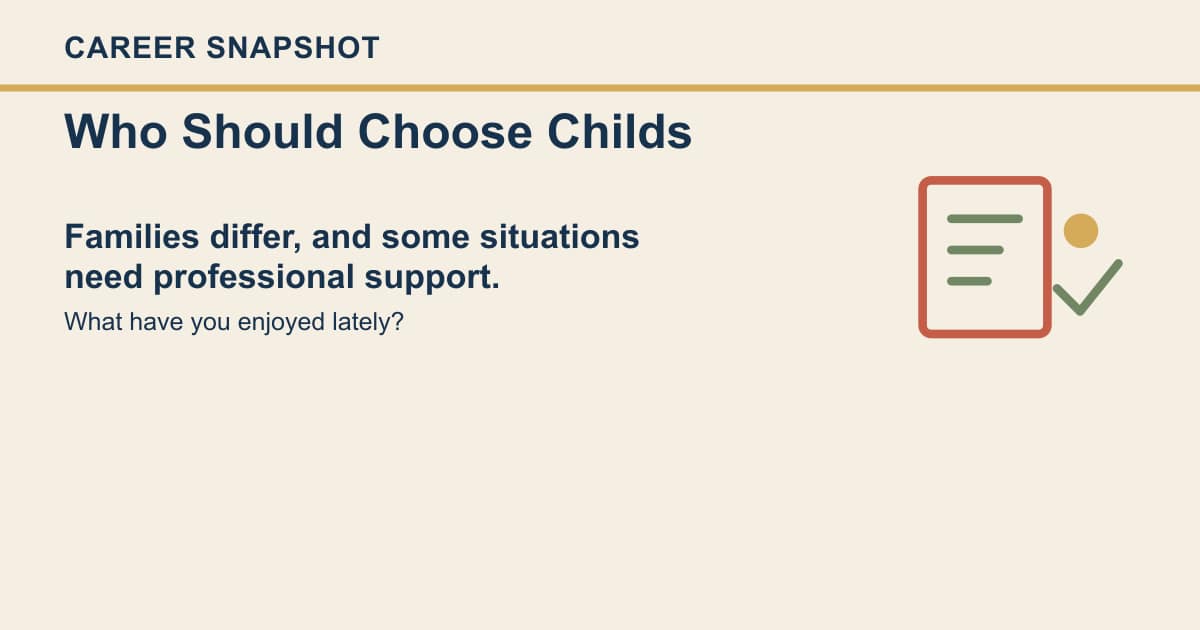 CAREER SNAPSHOT
Who Should Choose Childs
Families differ, and some situations
need professional support.
What have you enjoyed lately?